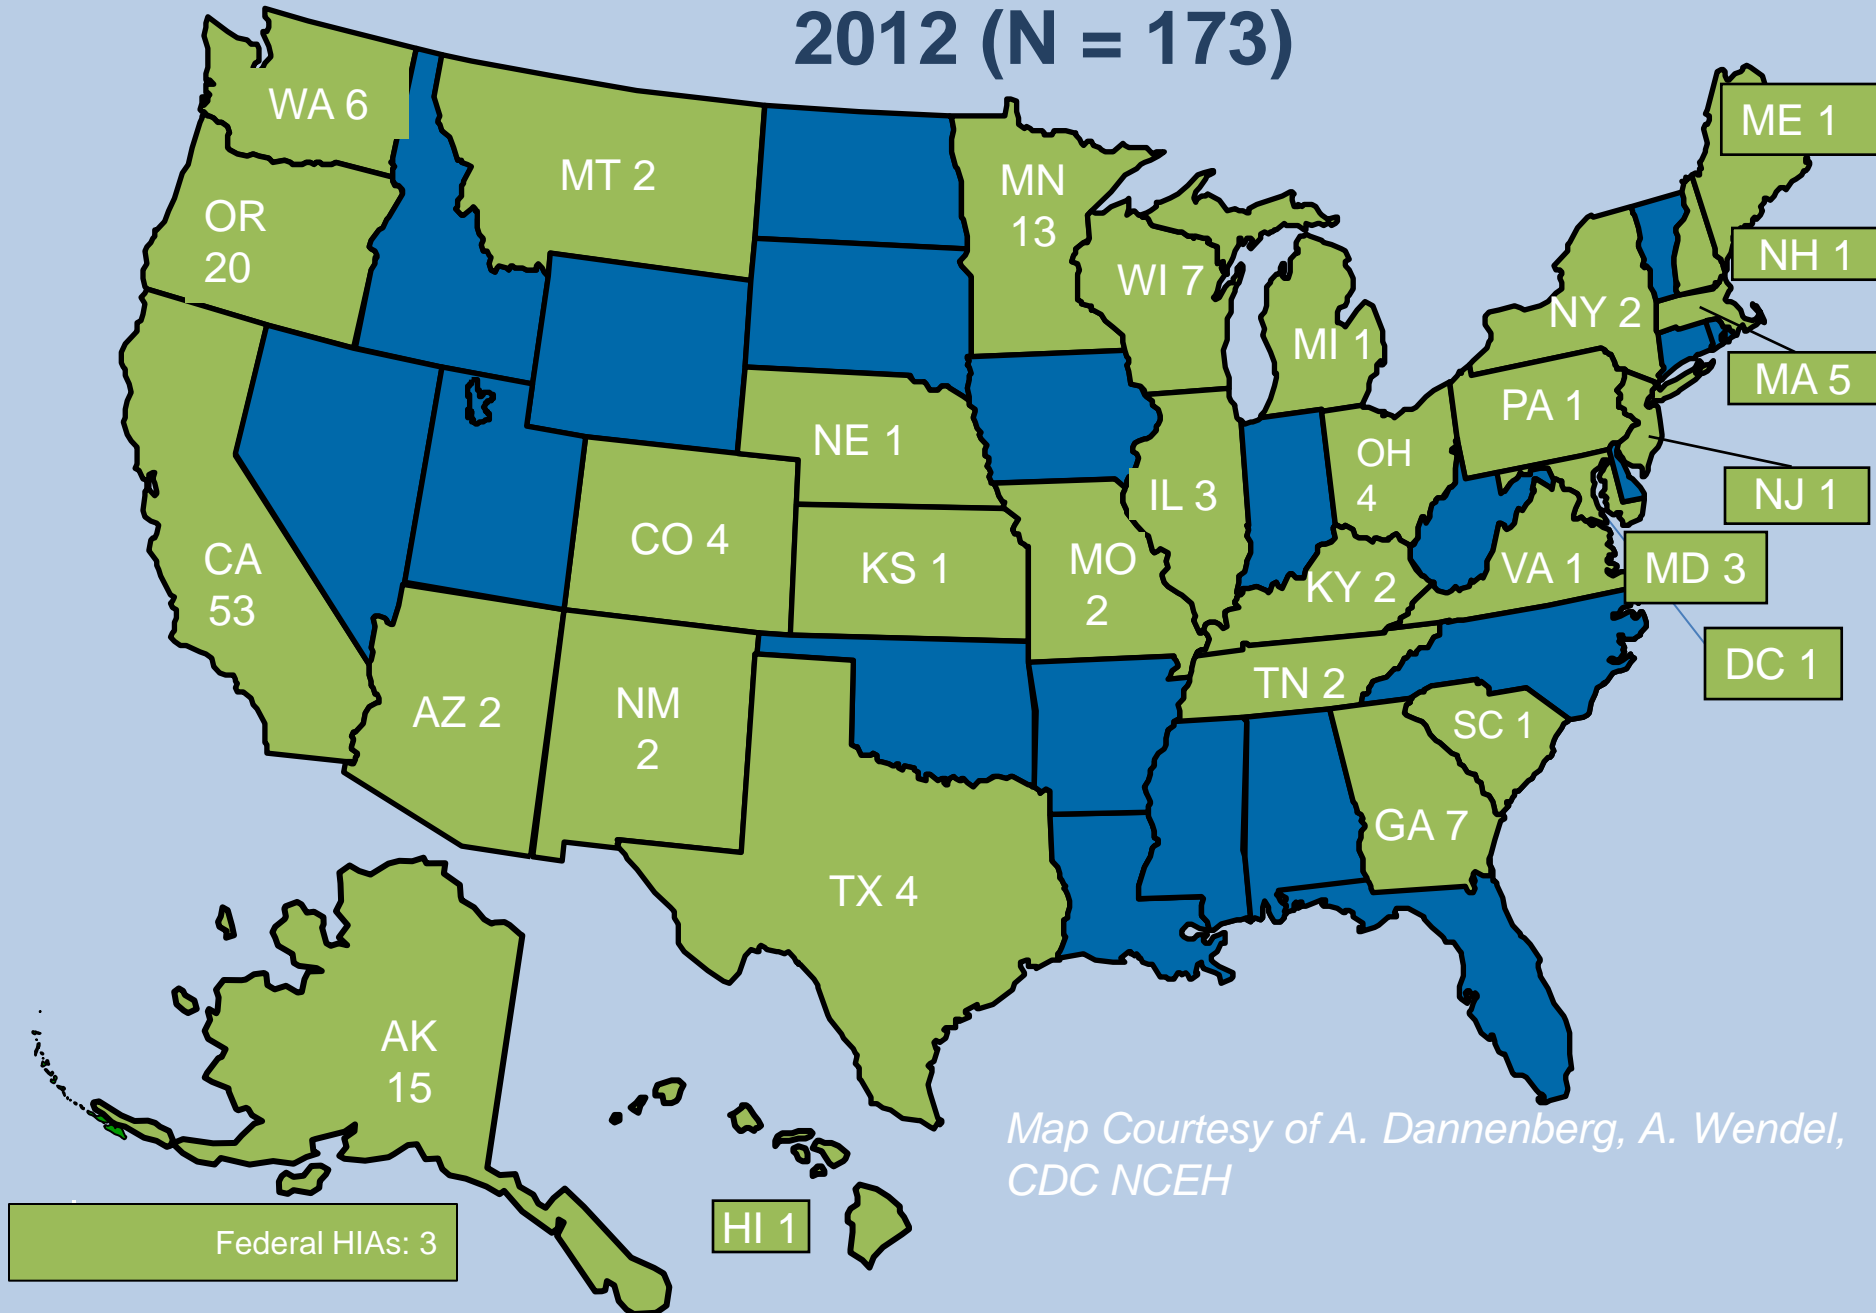 2012 (N = 173)
WA 6
MT 2
MN
13
ME 1
OR
20
WI 7
NH 1
NY 2
MI 1
MA 5
PA 1
NE 1
OH
4
IL 3
NJ 1
CO 4
KS 1
MO
2
KY 2
VA 1
MD 3
CA
53
DC 1
AZ 2
NM
2
TN 2
SC 1
GA 7
TX 4
AK
15
Map Courtesy of A. Dannenberg, A. Wendel,
CDC NCEH
HI 1
Federal HIAs: 3